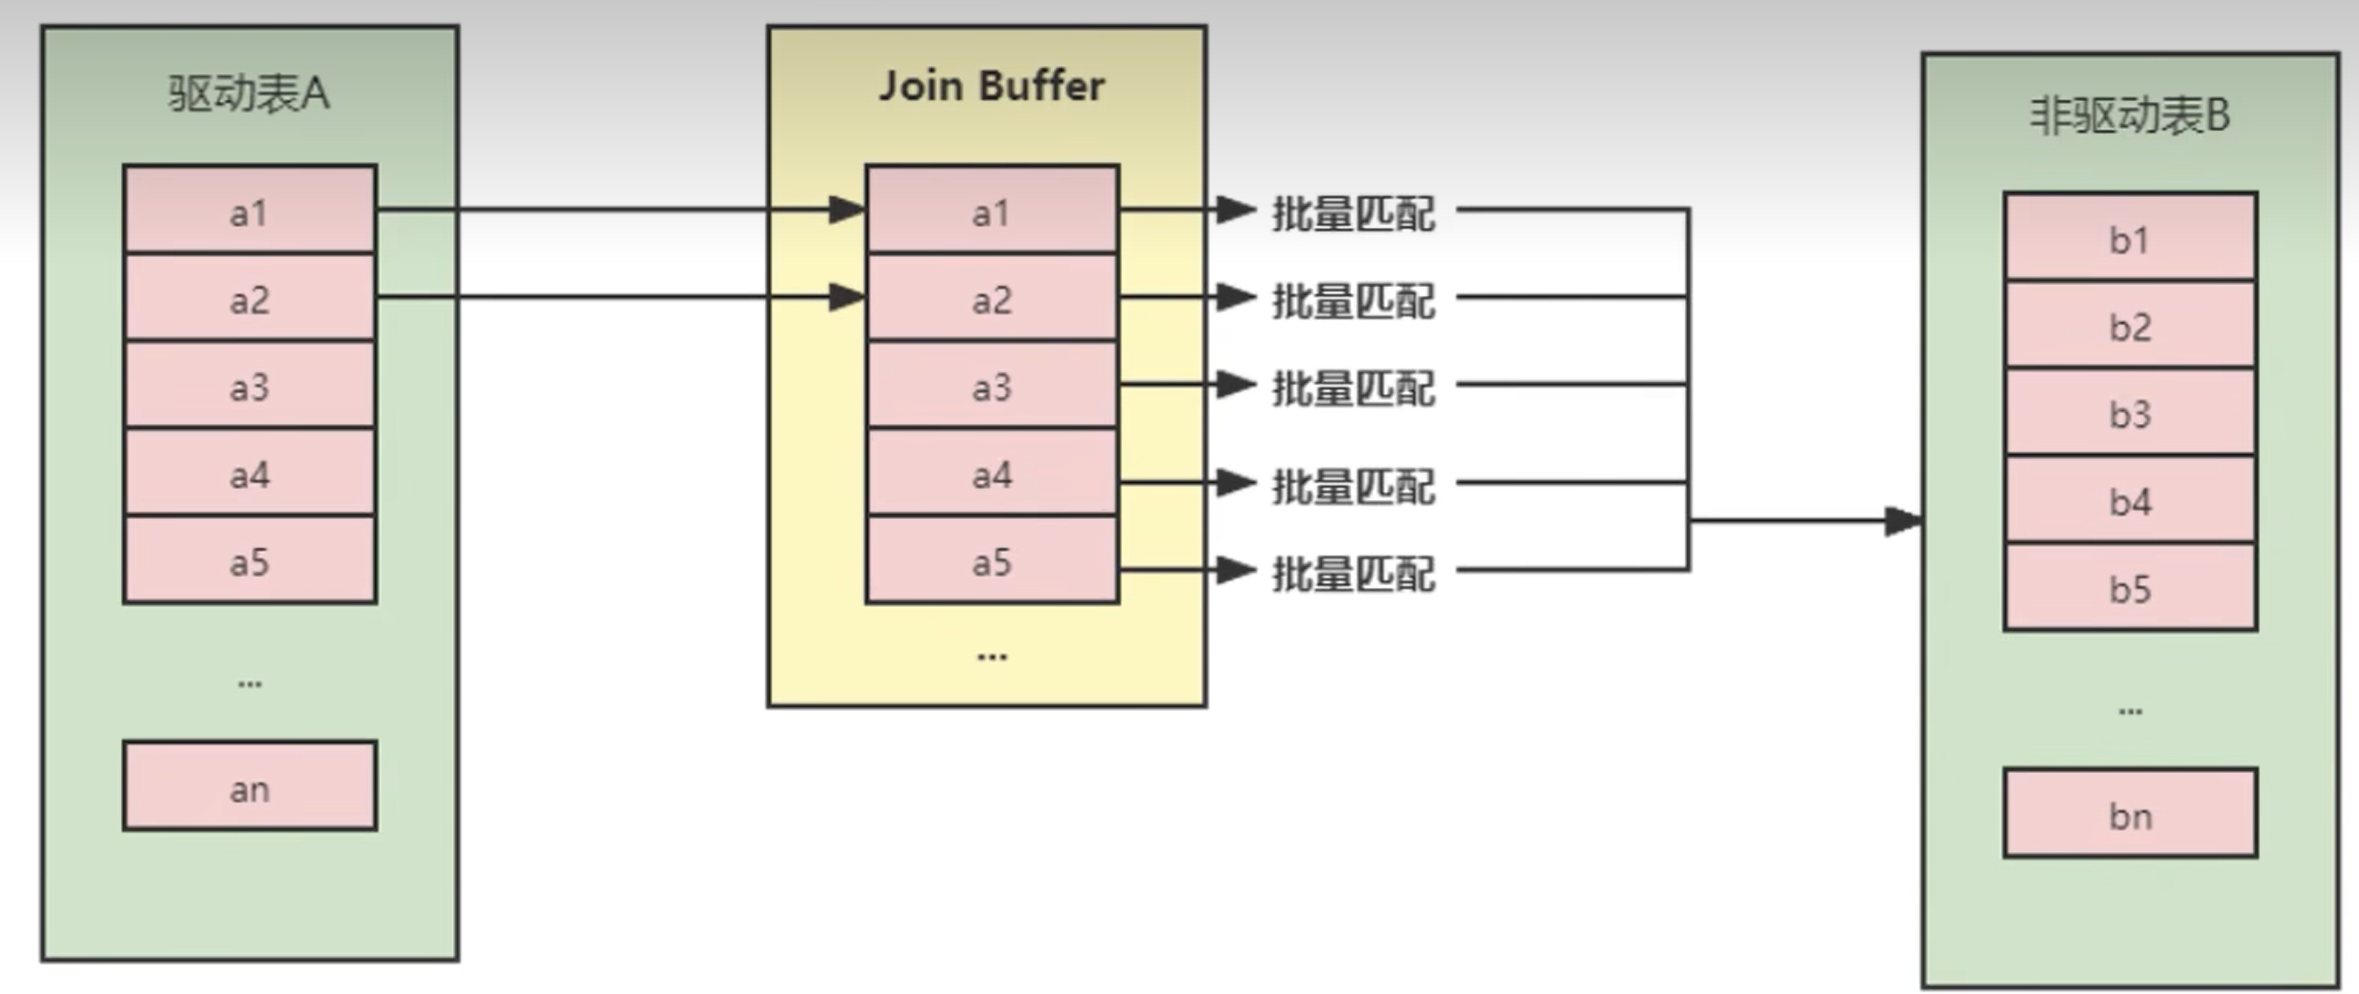 驱动表A
a1
a2
a3
a4
a5
...
an
Join Buffer
a1
a2
a3
a4
a5
...
批量匹配
批量匹配
批量匹配
批量匹配
批量匹配
非驱动表B
b1
b2
b3
b4
b5
...
bn